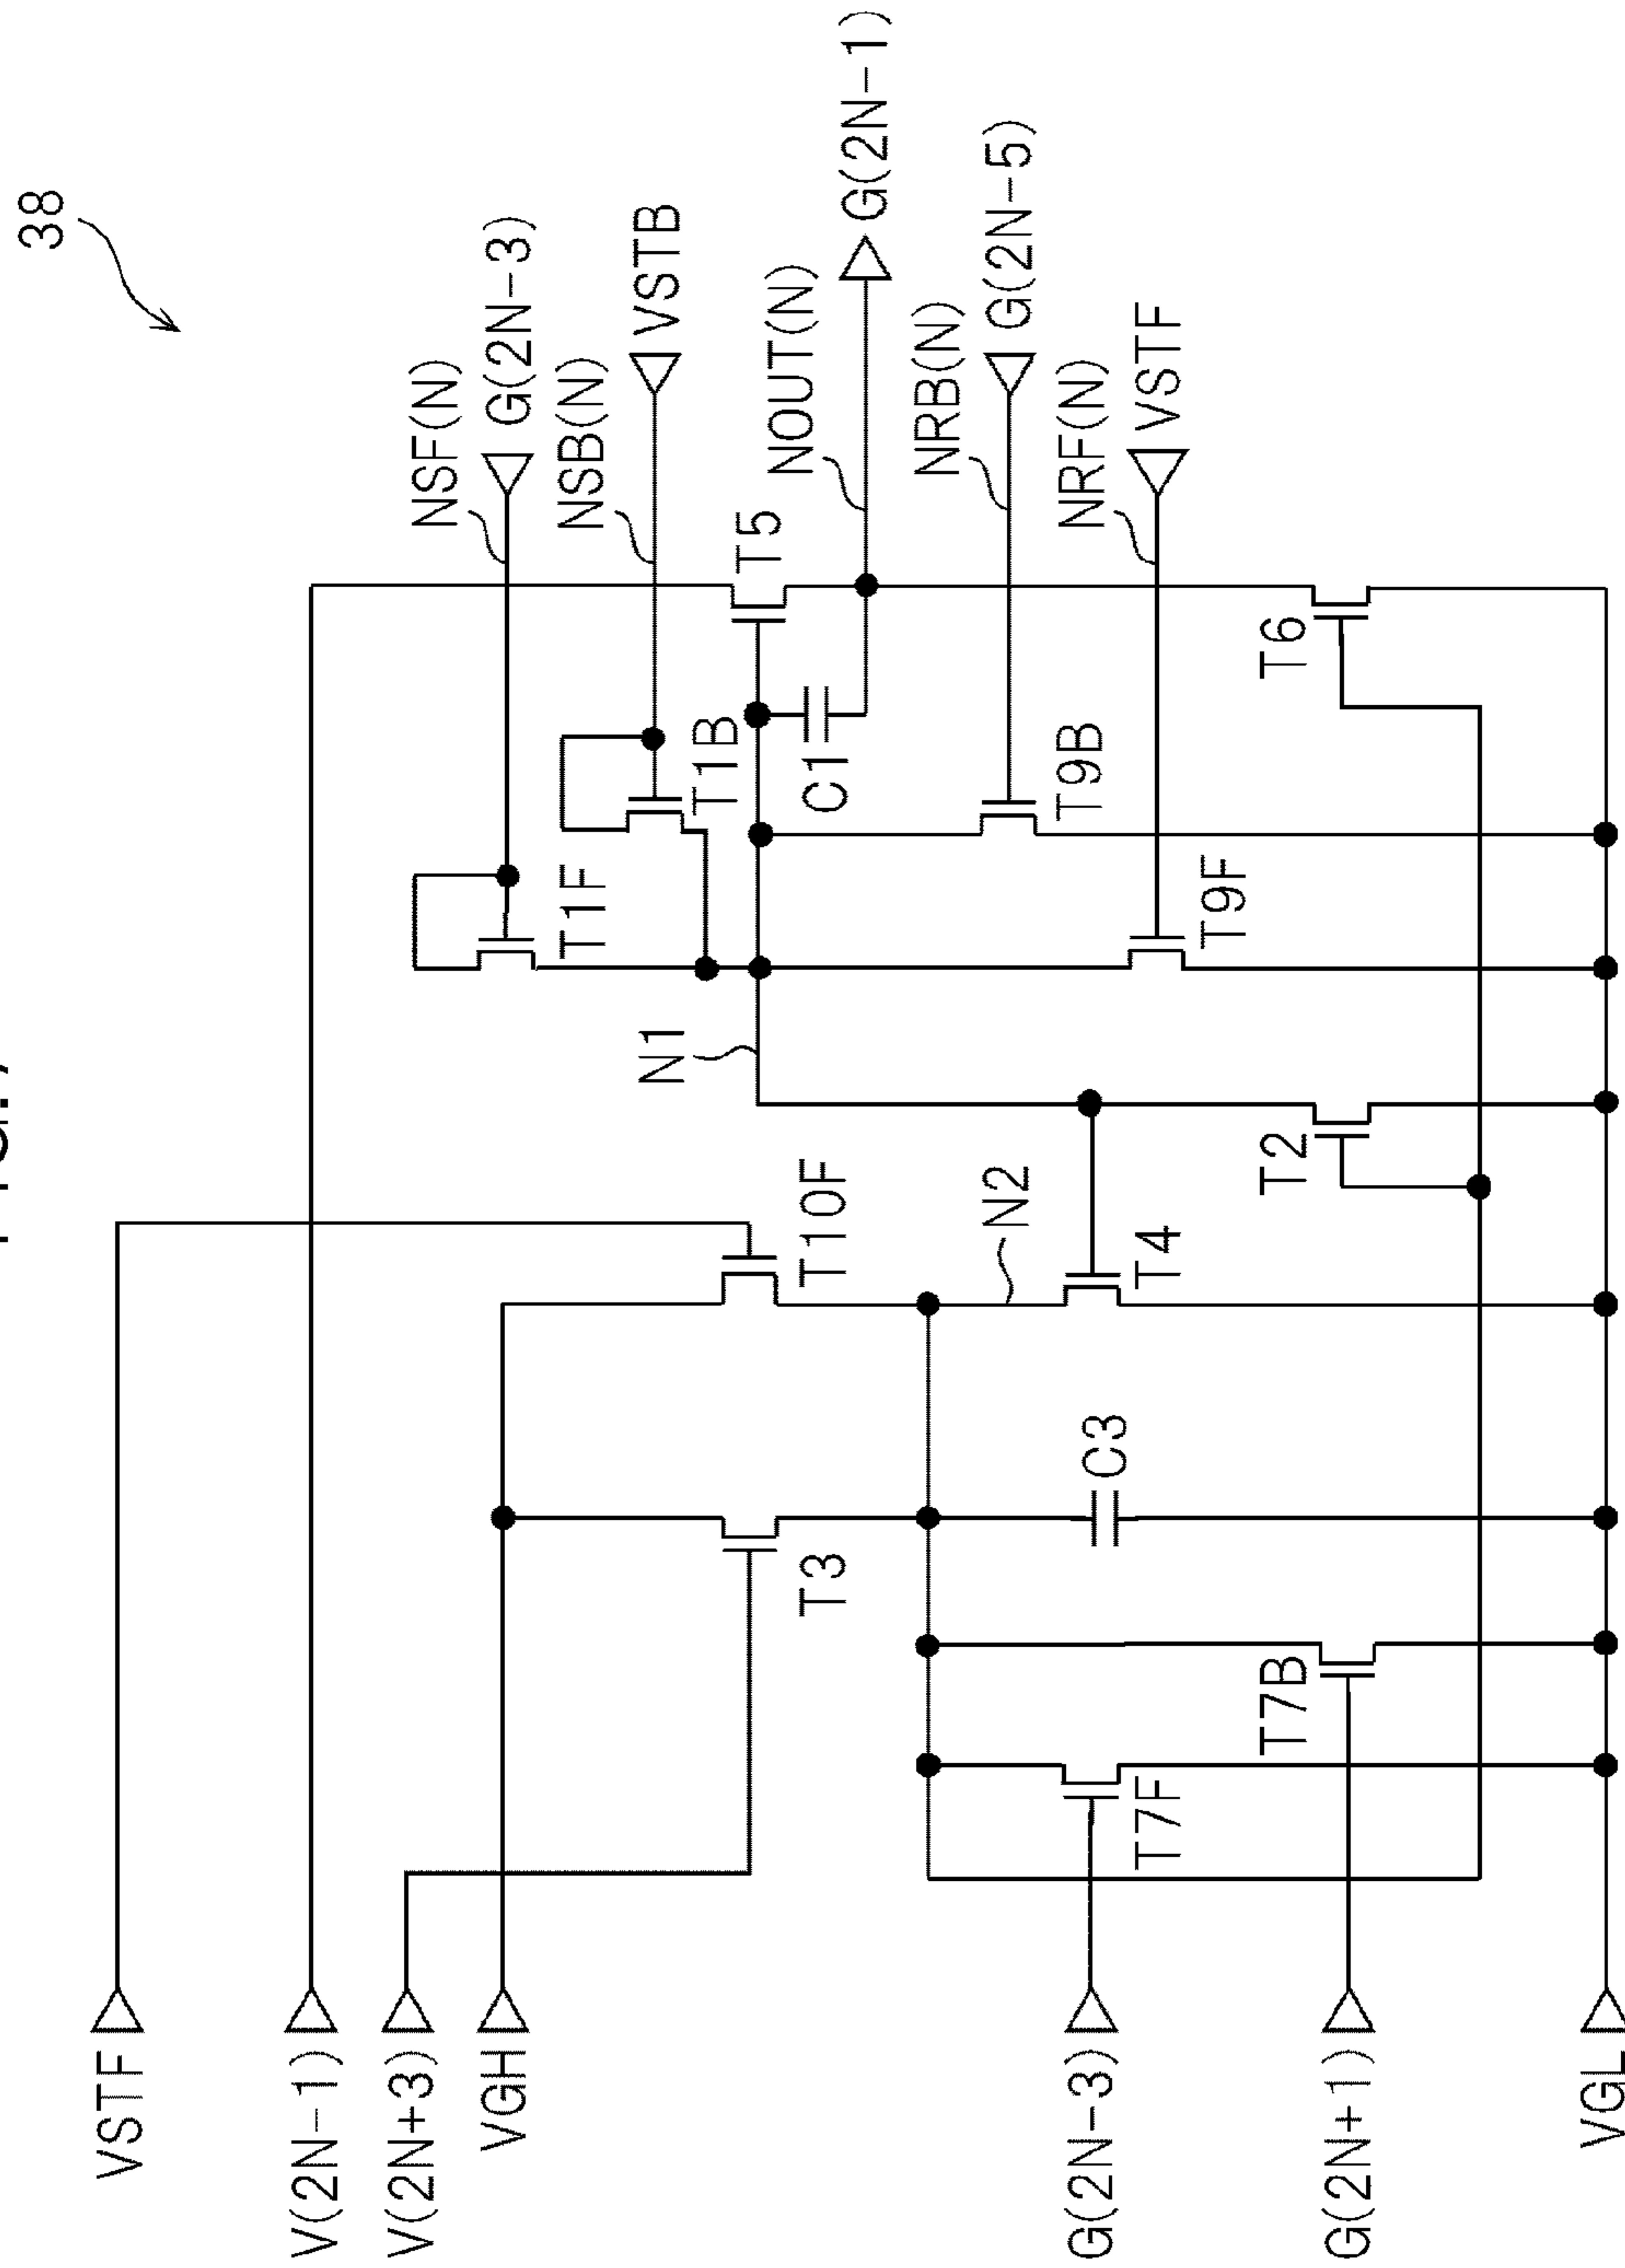 38
VSTF
V(2N-1)
V(2N+3)
VGH
G(2N-3)
G(2N+1)
VGL
NSF(N)
G(2N-3)
NSB(N)
VSTB
NOUT(N)
G(2N-1)
NRB(N)
G(2N-5)
NRF(N)
VSTF
T1F
T1B
T5
C1
T9B
T9F
T6
N1
T10F
N2
T4
T2
T3
C3
T7B
T7F